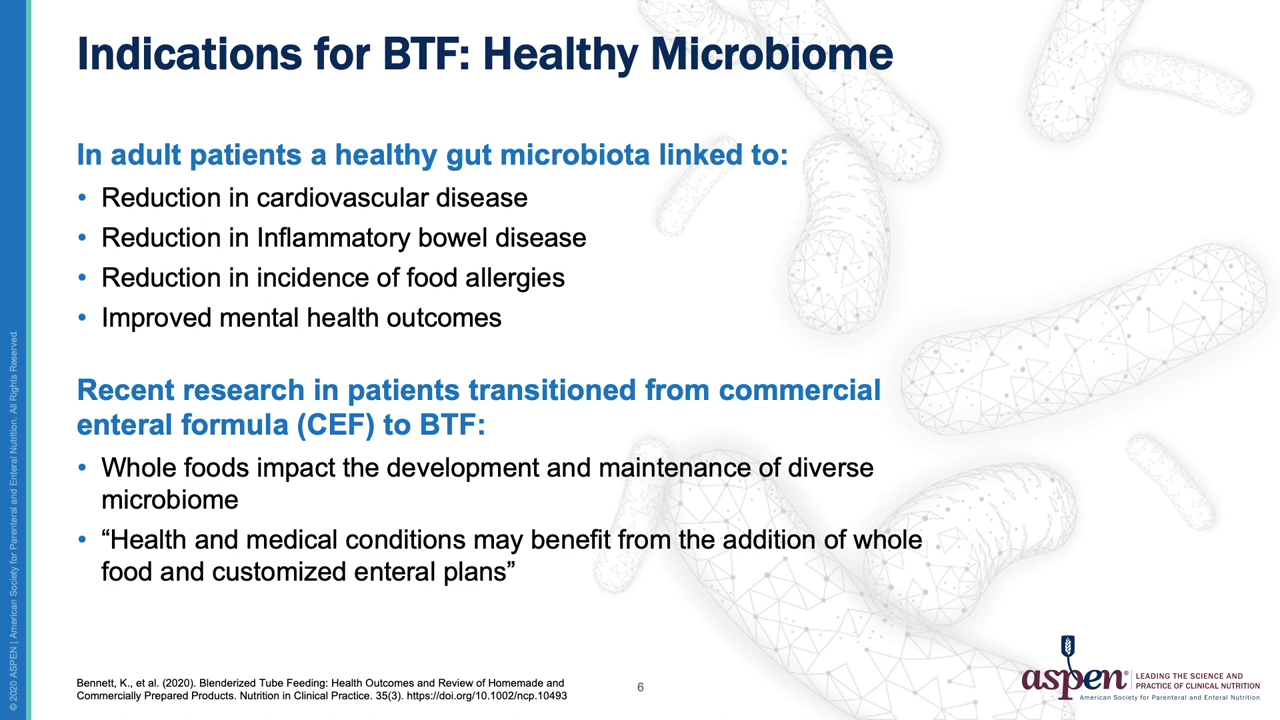 Indications for BTF: Healthy Microbiome
In adult patients a healthy gut microbiota linked to:
• Reduction in cardiovascular disease
• Reduction in Inflammatory bowel disease
• Reduction in incidence of food allergies
• Improved mental health outcomes
Recent research in patients transitioned from commercial
enteral formula (CEF) to BTF:
• Whole foods impact the development and maintenance of diverse
microbiome
• “Health and medical conditions may benefit from the addition of whole
food and customized enteral plans”
Bennett, K., et al. (2020). Blenderized Tube Feeding: Health Outcomes and Review of Homemade and
Commercially Prepared Products. Nutrition in Clinical Practice. 35(3). https://doi.org/10.1002/ncp.10493
6
aspen®
LEADING THE SCIENCE AND
PRACTICE OF CLINICAL NUTRITION
American Society for Parenteral and Enteral Nutrition
© 2020 ASPEN | American Society for Parenteral and Enteral Nutrition. All Rights Reserved.